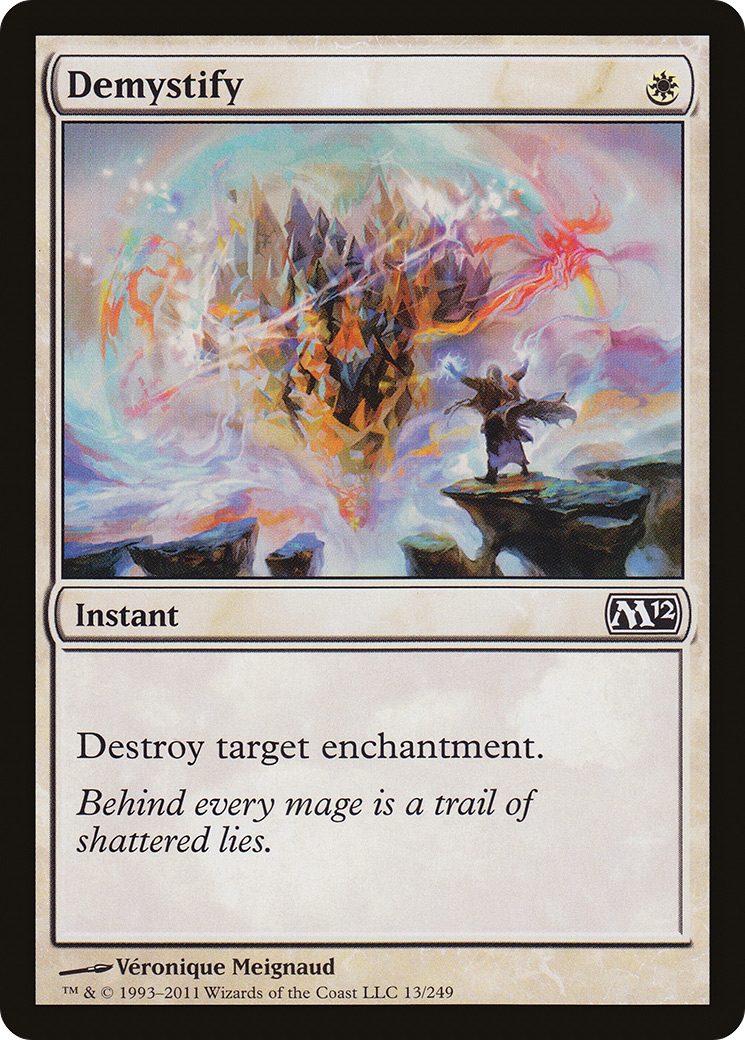 Demystify
Instant
M12
Destroy target enchantment.
Behind every mage is a trail of
shattered lies.
Véronique Meignaud
™ & © 1993–2011 Wizards of the Coast LLC 13/249